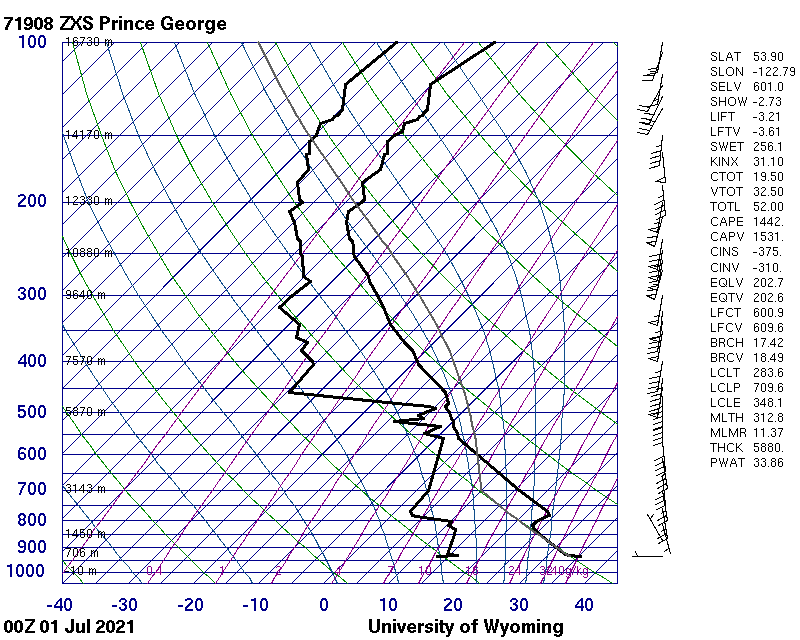 71908 ZXS Prince George
100
16730 m
14170 m
200
12330 m
10880 m
300
9640 m
400
7570 m
500
5870 m
600
700
3143 m
800
1450 m
900
706 m
1000
-10 m
0.4
1
2
4
7
10
16
24
32
40g/kg
-40 -30 -20 -10 0 10 20 30 40
00Z 01 Jul 2021
University of Wyoming
SLAT 53.90
SLON -122.79
SELV 601.0
SHOW -2.73
LIFT -3.21
LFTV -3.61
SWET 256.1
KINX 31.10
CTOT 19.50
VTOT 32.50
TOTL 52.00
CAPE 1442.
CAPV 1531.
CINS -375.
CINV -310.
EQLV 202.7
EQTV 202.6
LFCT 600.9
LFCV 609.6
BRCH 17.42
BRCV 18.49
LCLT 283.6
LCLP 709.6
LCLE 348.1
MLTH 312.8
MLMR 11.37
THCK 5880.
PWAT 33.86